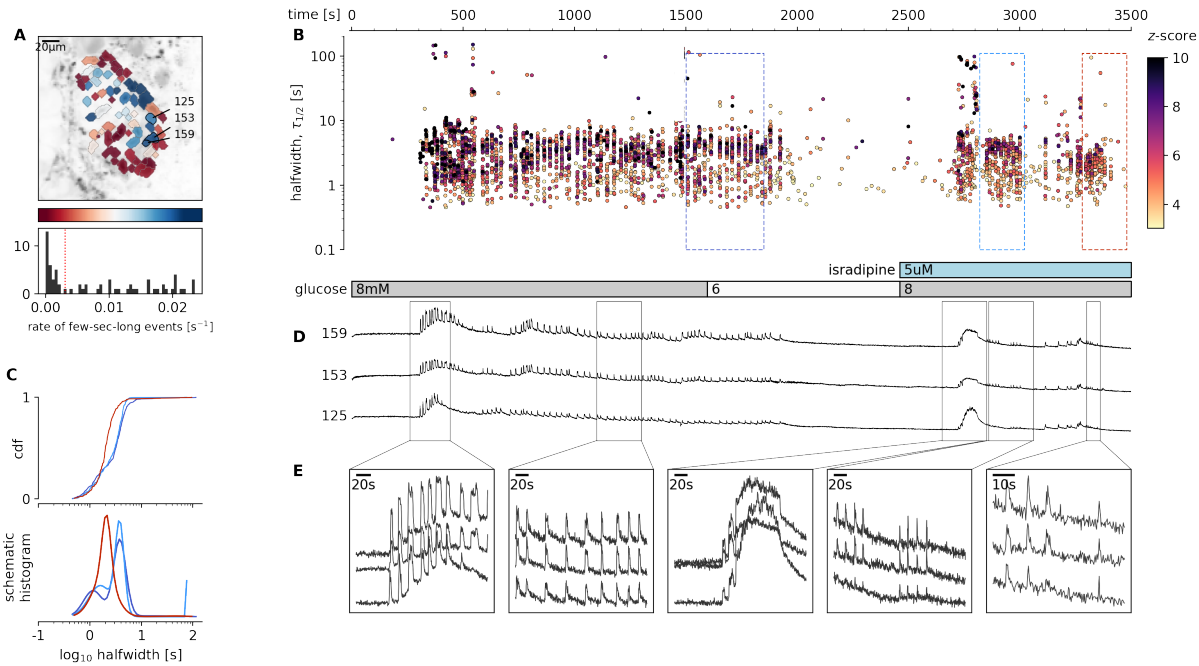 time [s] 0 500 1000 1500 2000 2500 3000 3500
A
20μm
125
153
159
10
0
0.00 0.01 0.02
rate of few-sec-long events [s⁻¹]
B
halfwidth, τ1/2 [s]
100
10
1
0.1
z-score
10
8
6
4
isradipine 5uM
glucose 8mM 6 8
C
cdf
1
0
schematic
histogram
-1 0 1 2
log₁₀ halfwidth [s]
D
159
153
125
E
20s 20s 20s 20s 10s